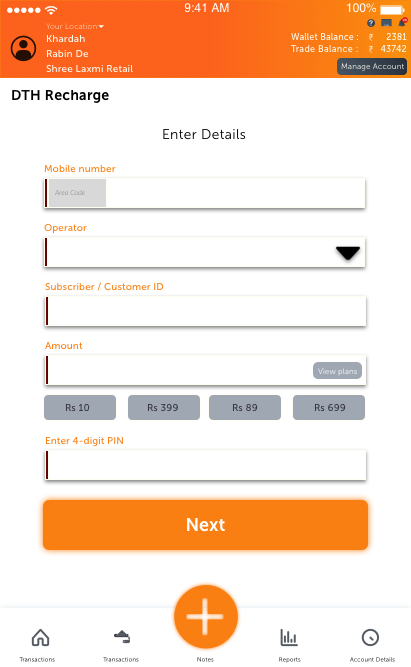 9:41 AM
100%
Your Location
Khardah
Rabin De
Shree Laxmi Retail
Wallet Balance : ₹ 2381
Trade Balance : ₹ 43742
Manage Account
DTH Recharge
Enter Details
Mobile number
Area Code
Operator
Subscriber / Customer ID
Amount
View plans
Rs 10 Rs 399 Rs 89 Rs 699
Enter 4-digit PIN
Next
Transactions Transactions Notes Reports Account Details